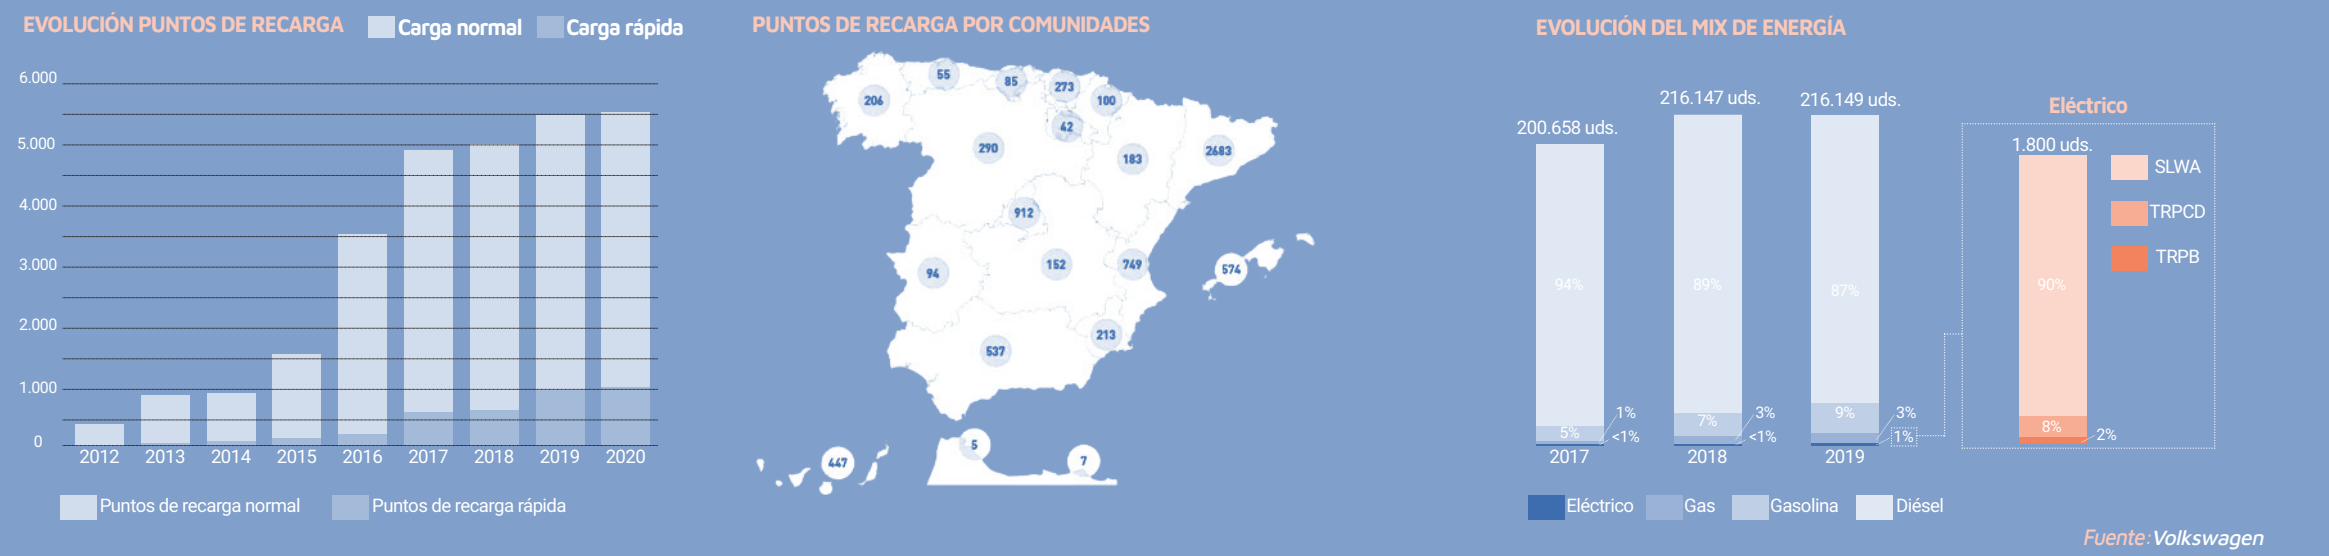 EVOLUCIÓN PUNTOS DE RECARGA
Carga normal
Carga rápida
6.000
5.000
4.000
3.000
2.000
1.000
0
2012 2013 2014 2015 2016 2017 2018 2019 2020
Puntos de recarga normal
Puntos de recarga rápida
PUNTOS DE RECARGA POR COMUNIDADES
55
85
273
206
100
42
290
183
2683
912
94
152
749
574
213
537
447
5
7
EVOLUCIÓN DEL MIX DE ENERGÍA
200.658 uds.
216.147 uds.
216.149 uds.
94%
89%
87%
5%
1%
<1%
7%
3%
<1%
9%
3%
1%
2017 2018 2019
Eléctrico
Gas
Gasolina
Diésel
Eléctrico
1.800 uds.
SLWA
TRPCD
TRPB
90%
8%
2%
Fuente: Volkswagen